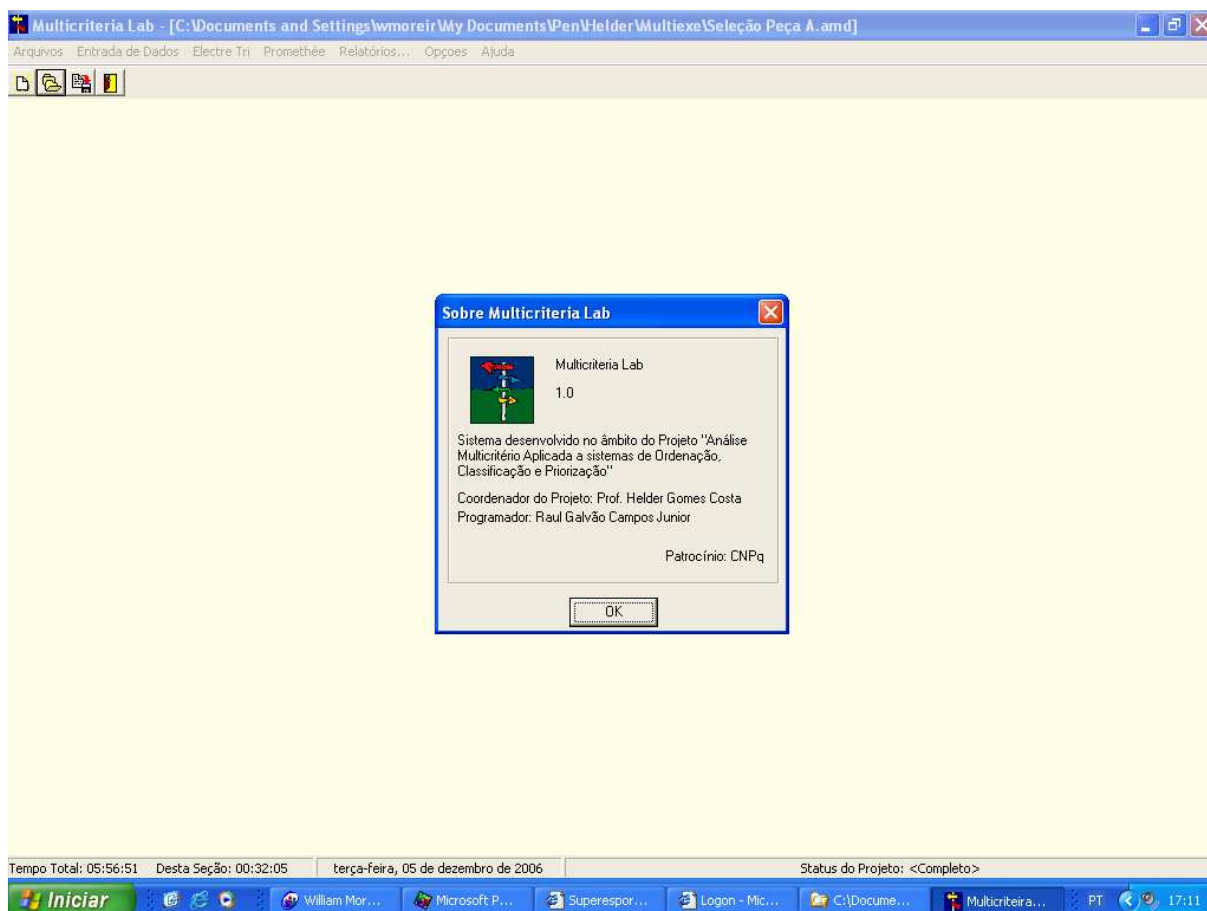 Multicriteria Lab - [C:\Documents and Settings\wmoreir\My Documents\Pen\Helder\Multiexe\Seleção Peça A.amd]
Arquivos Entrada de Dados Electre Tri Promethée Relatórios... Opçoes Ajuda
Sobre Multicriteria Lab
Multicriteria Lab
1.0
Sistema desenvolvido no âmbito do Projeto "Análise
Multicritério Aplicada a sistemas de Ordenação,
Classificação e Priorização"
Coordenador do Projeto: Prof. Helder Gomes Costa
Programador: Raul Galvão Campos Junior
Patrocínio: CNPq
OK
Tempo Total: 05:56:51 Desta Seção: 00:32:05 terça-feira, 05 de dezembro de 2006 Status do Projeto: <Completo>
Iniciar William Mor... Microsoft P... Superespor... Logon - Mic... C:\Docume... Multicriteira... PT 17:11